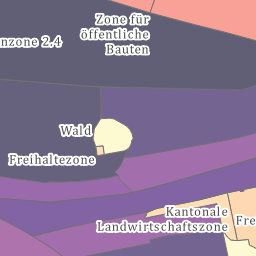 Zone für
öffentliche
Bauten
nzone 2.4
Wald
Freihaltezone
Kantonale
Landwirtschaftszone
Fre